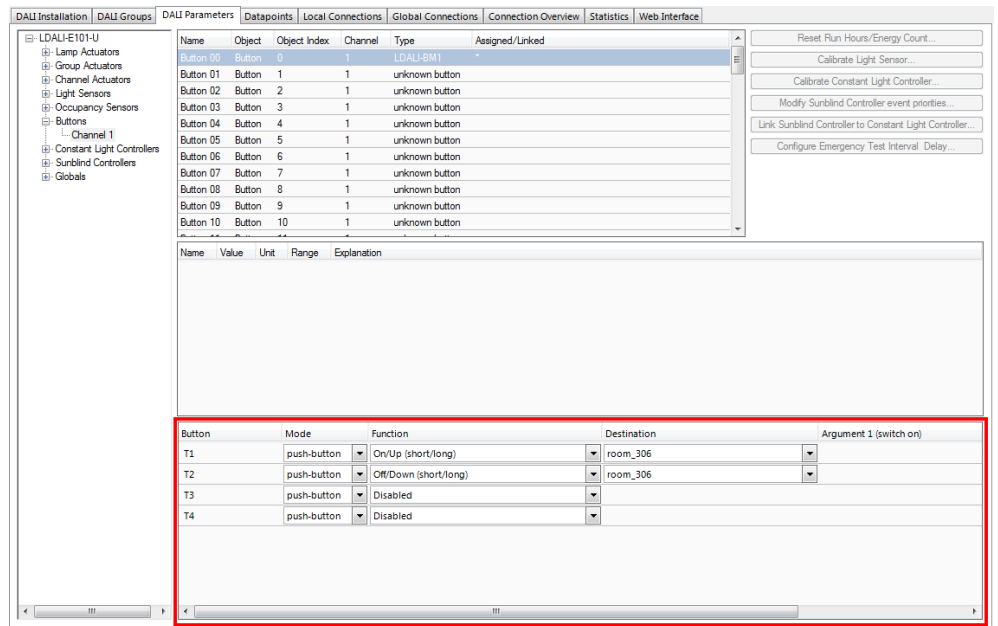 DALI Installation DALI Groups DALI Parameters Datapoints Local Connections Global Connections Connection Overview Statistics Web Interface
LDALI-E101-U
Lamp Actuators
Group Actuators
Channel Actuators
Light Sensors
Occupancy Sensors
Buttons
Channel 1
Constant Light Controllers
Sunblind Controllers
Globals
Name Object Object Index Channel Type Assigned/Linked
Button 00 Button 0 1 LDALI-BM1 *
Button 01 Button 1 1 unknown button
Button 02 Button 2 1 unknown button
Button 03 Button 3 1 unknown button
Button 04 Button 4 1 unknown button
Button 05 Button 5 1 unknown button
Button 06 Button 6 1 unknown button
Button 07 Button 7 1 unknown button
Button 08 Button 8 1 unknown button
Button 09 Button 9 1 unknown button
Button 10 Button 10 1 unknown button
Reset Run Hours/Energy Count...
Calibrate Light Sensor...
Calibrate Constant Light Controller...
Modify Sunblind Controller event priorities...
Link Sunblind Controller to Constant Light Controller...
Configure Emergency Test Interval Delay...
Name Value Unit Range Explanation
Button Mode Function Destination Argument 1 (switch on)
T1 push-button On/Up (short/long) room_306
T2 push-button Off/Down (short/long) room_306
T3 push-button Disabled
T4 push-button Disabled